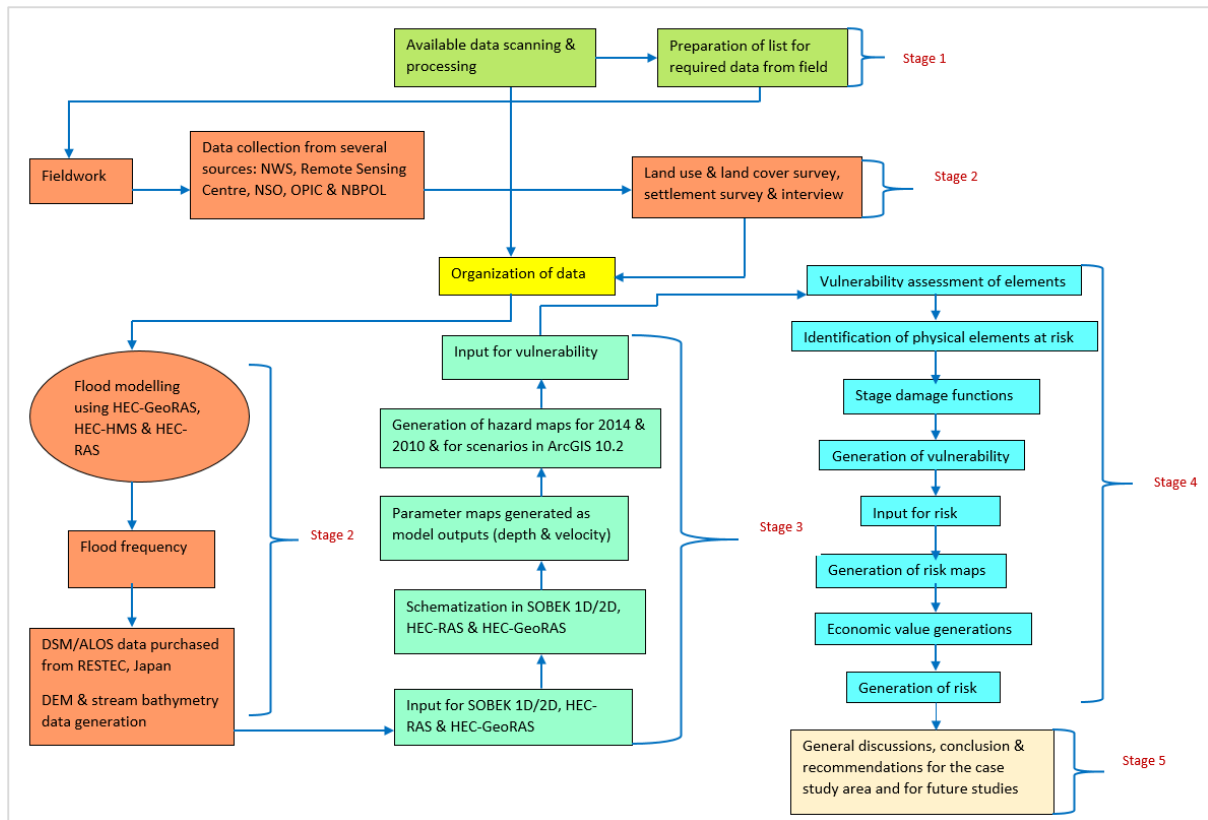 Available data scanning &
processing
Preparation of list for
required data from field
Stage 1
Fieldwork
Data collection from several
sources: NWS, Remote Sensing
Centre, NSO, OPIC & NBPOL
Land use & land cover survey,
settlement survey & interview
Stage 2
Organization of data
Flood modelling
using HEC-GeoRAS,
HEC-HMS & HEC-
RAS
Flood frequency
DSM/ALOS data purchased
from RESTEC, Japan
DEM & stream bathymetry
data generation
Stage 2
Input for vulnerability
Generation of hazard maps for 2014 &
2010 & for scenarios in ArcGIS 10.2
Parameter maps generated as
model outputs (depth & velocity)
Schematization in SOBEK 1D/2D,
HEC-RAS & HEC-GeoRAS
Input for SOBEK 1D/2D, HEC-
RAS & HEC-GeoRAS
Stage 3
Vulnerability assessment of elements
Identification of physical elements at risk
Stage damage functions
Generation of vulnerability
Input for risk
Generation of risk maps
Economic value generations
Generation of risk
Stage 4
General discussions, conclusion &
recommendations for the case
study area and for future studies
Stage 5